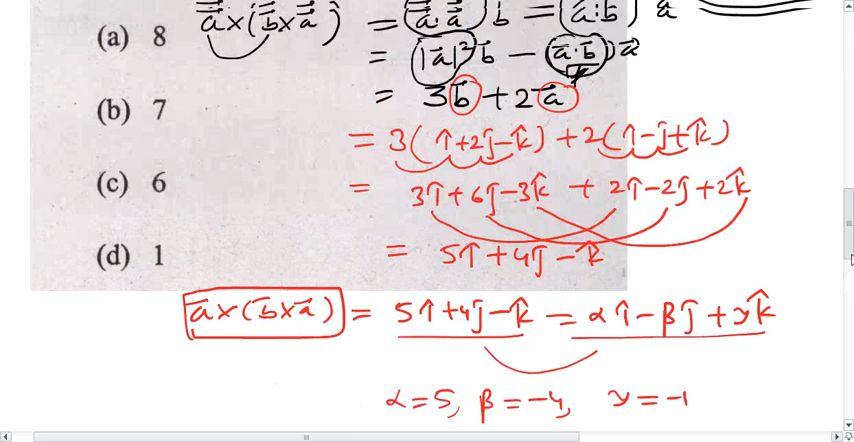 a⃗ × (b⃗ × a⃗) = (a⃗·a⃗) b⃗ − (a⃗·b⃗) a⃗
(a) 8
= |a⃗|² b⃗ − (a⃗·b⃗) a⃗
= 3b⃗ + 2a⃗
(b) 7
= 3(î+2ĵ−k̂) + 2(î−ĵ+k̂)
(c) 6
= 3î+6ĵ−3k̂ + 2î−2ĵ+2k̂
(d) 1
= 5î+4ĵ−k̂
a⃗×(b⃗×a⃗) = 5î+4ĵ−k̂ = αî−βĵ+γk̂
α=5, β=−4, γ=−1